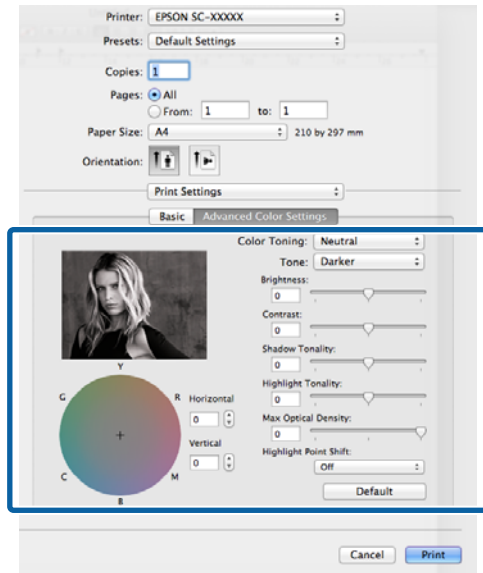 Printer: EPSON SC-XXXXX
Presets: Default Settings
Copies: 1
Pages: All
From: 1 to: 1
Paper Size: A4 210 by 297 mm
Orientation:
Print Settings
Basic Advanced Color Settings
Color Toning: Neutral
Tone: Darker
Brightness:
0
Contrast:
0
Shadow Tonality:
0
Highlight Tonality:
0
Max Optical Density:
0
Highlight Point Shift:
Off
Default
Y
G R
C M
B
Horizontal
0
Vertical
0
Cancel Print